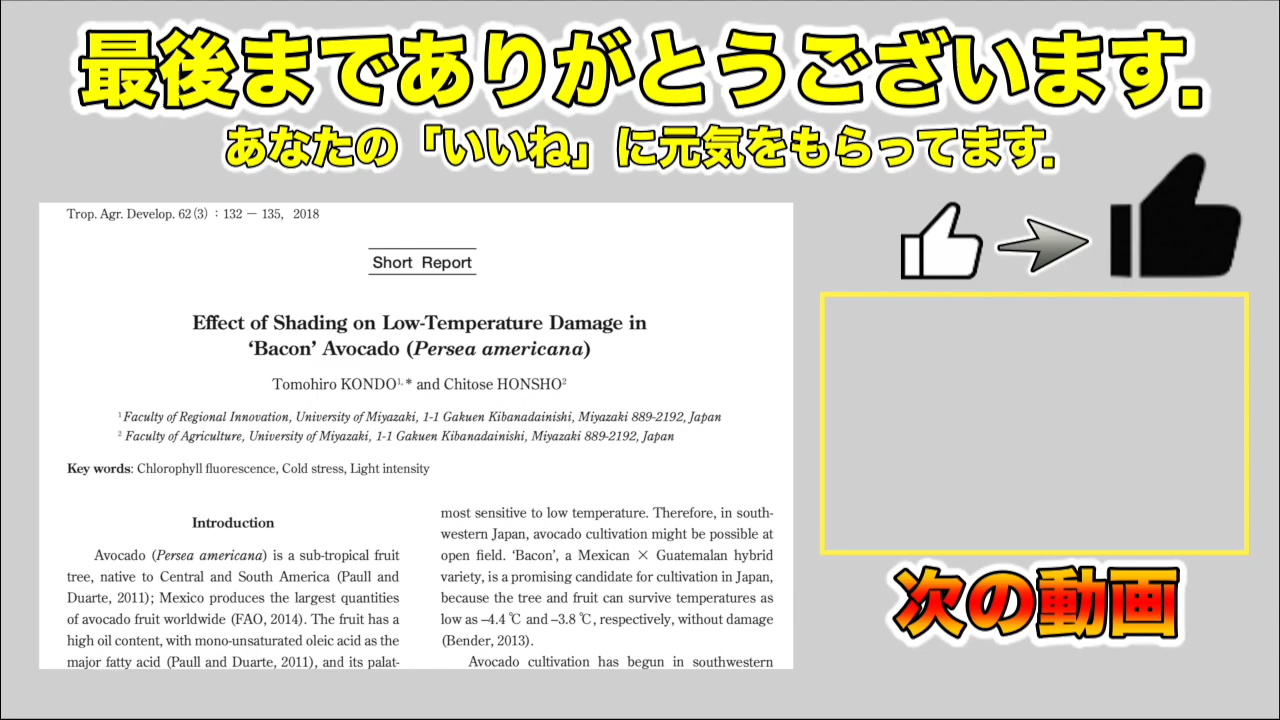 最後までありがとうございます.
あなたの「いいね」に元気をもらってます.
Trop. Agr. Develop. 62(3):132 − 135, 2018
Short Report
Effect of Shading on Low-Temperature Damage in
‘Bacon’ Avocado (Persea americana)
Tomohiro KONDO1, * and Chitose HONSHO2
1 Faculty of Regional Innovation, University of Miyazaki, 1-1 Gakuen Kibanadainishi, Miyazaki 889-2192, Japan
2 Faculty of Agriculture, University of Miyazaki, 1-1 Gakuen Kibanadainishi, Miyazaki 889-2192, Japan
Key words: Chlorophyll fluorescence, Cold stress, Light intensity
Introduction
Avocado (Persea americana) is a sub-tropical fruit
tree, native to Central and South America (Paull and
Duarte, 2011); Mexico produces the largest quantities
of avocado fruit worldwide (FAO, 2014). The fruit has a
high oil content, with mono-unsaturated oleic acid as the
major fatty acid (Paull and Duarte, 2011), and its palat-
most sensitive to low temperature. Therefore, in south-
western Japan, avocado cultivation might be possible at
open field. ‘Bacon’, a Mexican × Guatemalan hybrid
variety, is a promising candidate for cultivation in Japan,
because the tree and fruit can survive temperatures as
low as –4.4 ℃ and –3.8 ℃, respectively, without damage
(Bender, 2013).
Avocado cultivation has begun in southwestern
次の動画